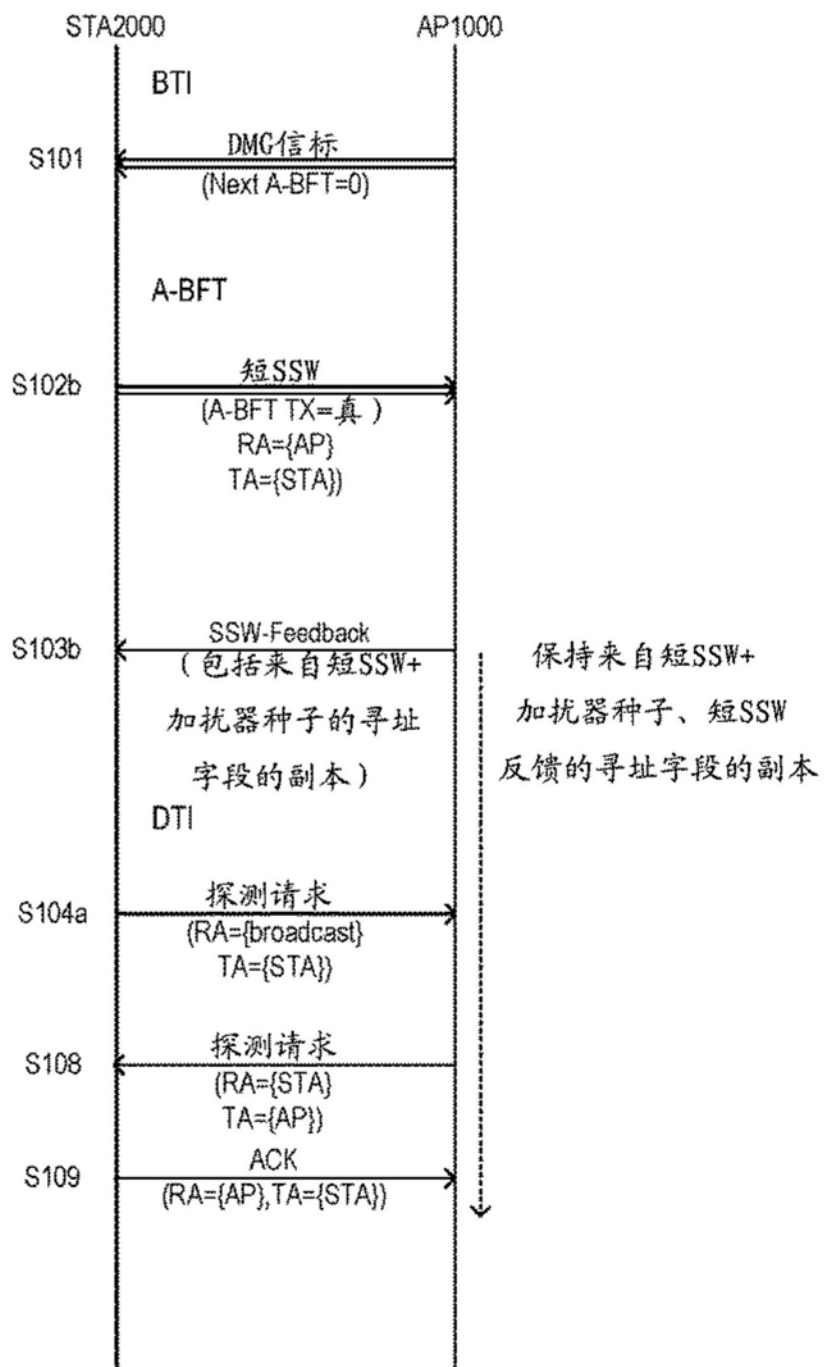 STA2000 AP1000
BTI
S101 DMG信标
(Next A-BFT=0)
A-BFT
S102b 短SSW
(A-BFT TX=真)
RA={AP}
TA={STA})
S103b SSW-Feedback
(包括来自短SSW+
加扰器种子的寻址
字段的副本)
保持来自短SSW+
加扰器种子、短SSW
反馈的寻址字段的副本
DTI
S104a 探测请求
(RA={broadcast}
TA={STA})
S108 探测请求
(RA={STA}
TA={AP})
S109 ACK
(RA={AP},TA={STA})